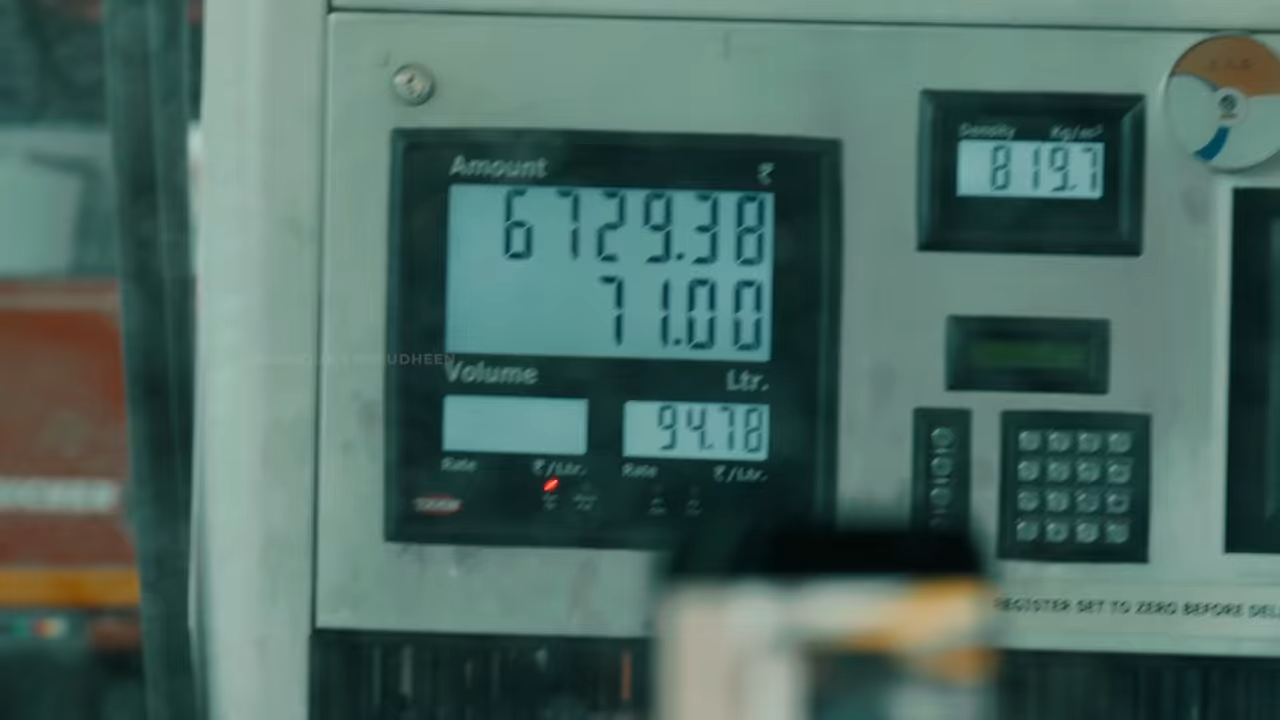 Amount ₹
6729.38
71.00
Volume Ltr.
94.78
Rate ₹/Ltr. Rate ₹/Ltr.
Density Kg/m³
819.7
REGISTER SET TO ZERO BEFORE DEL
UDHEEN